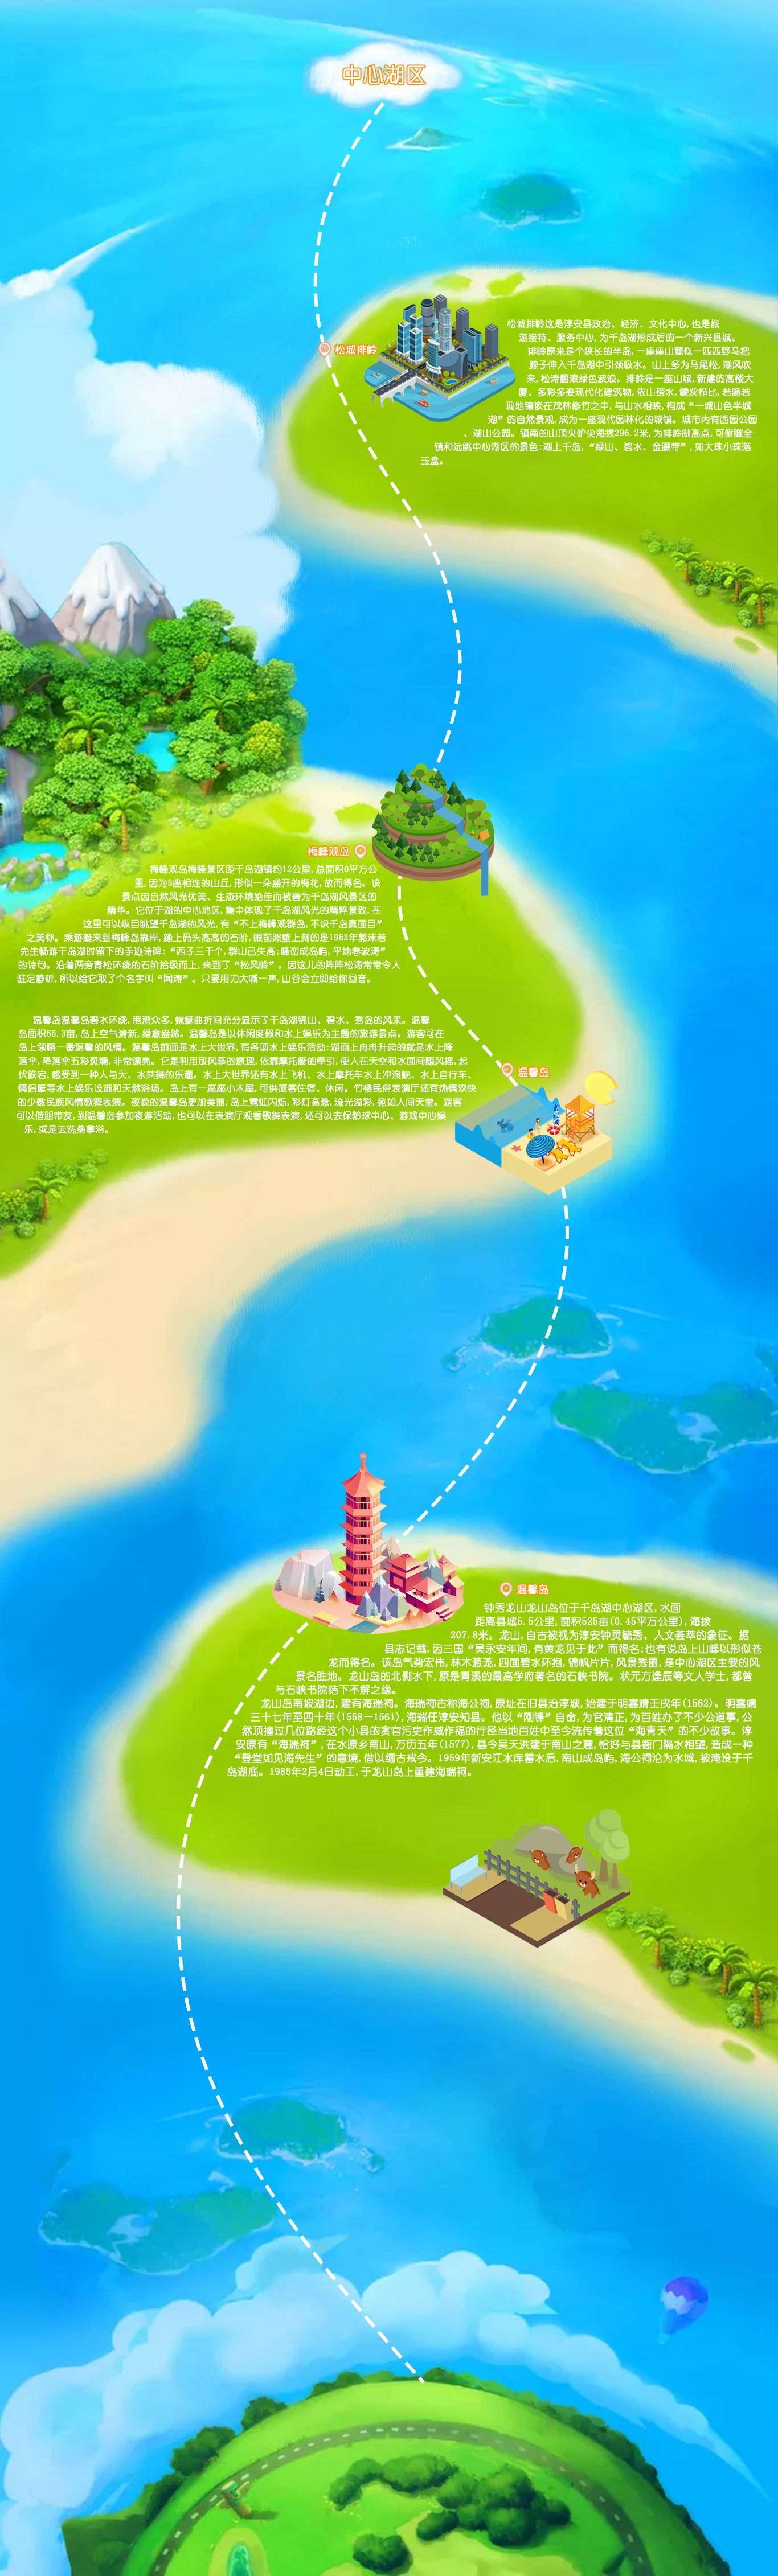 中心湖区
松城排岭
松城排岭这是淳安县政治、经济、文化中心,也是旅
游接待、服务中心,为千岛湖形成后的一个新兴县城。
排岭原来是个狭长的半岛,一座座山麓似一匹匹野马把
脖子伸入千岛湖中引颈吸水。山上多为马尾松,湖风吹
来,松涛翻滚绿色波浪。排岭是一座山城,新建的高楼大
厦、多彩多姿现代化建筑物,依山傍水,鳞次栉比,若隐若
现地镶嵌在茂林修竹之中,与山水相映,构成“一城山色半城
湖”的自然景观,成为一座现代园林化的城镇。城市内有西园公园
、湖山公园。镇南的山顶火炉尖海拔296.2米,为排岭制高点,可俯瞰全
镇和远眺中心湖区的景色:湖上千岛,“绿山、碧水、金腰带”,如大珠小珠落
玉盘。
梅峰观岛
梅峰观岛梅峰景区距千岛湖镇约12公里,总面积0平方公
里,因为5座相连的山丘,形似一朵盛开的梅花,故而得名。该
景点因自然风光优美、生态环境绝佳而被誉为千岛湖风景区的
精华。它位于湖的中心地区,集中体现了千岛湖风光的精粹景致,在
这里可以纵目眺望千岛湖的风光,有“不上梅峰观群岛,不识千岛真面目”
之美称。乘游艇来到梅峰岛靠岸,踏上码头高高的石阶,眼前照壁上刻的是1963年郭沫若
先生畅游千岛湖时留下的手迹诗碑:“西子三千个,群山已失高;峰峦成岛屿,平地卷波涛”
的诗句。沿着两旁青松环绕的石阶拾级而上,来到了“松风岭”。因这儿的阵阵松涛常常令人
驻足静听,所以给它取了个名字叫“闻涛”。只要用力大喊一声,山谷会立即给你回音。
温馨岛温馨岛碧水环绕,港湾众多,蜿蜒曲折间充分显示了千岛湖锦山、碧水、秀岛的风采。温馨
岛面积55.3亩,岛上空气清新,绿意盎然。温馨岛是以休闲度假和水上娱乐为主题的旅游景点。游客可在
岛上领略一番温馨的风情。温馨岛前面是水上大世界,有各项水上娱乐活动:湖面上冉冉升起的就是水上降
落伞;降落伞五彩斑斓,非常漂亮。它是利用放风筝的原理,依靠摩托艇的牵引,使人在天空和水面间随风摇,起
伏跌宕,感受到一种人与天、水共舞的乐趣。水上大世界还有水上飞机、水上摩托车水上冲浪舰、水上自行车、
情侣艇等水上娱乐设施和天然浴场。岛上有一座座小木屋,可供旅客住宿、休闲。竹楼民俗表演厅还有热情欢快
的少数民族风情歌舞表演。夜晚的温馨岛更加美丽,岛上霓虹闪烁,彩灯高悬,流光溢彩,宛如人间天堂。游客
可以偕朋带友,到温馨岛参加夜游活动,也可以在表演厅观看歌舞表演,还可以去保龄球中心、游戏中心娱
乐,或是去洗桑拿浴。
温馨岛
温馨岛
钟秀龙山龙山岛位于千岛湖中心湖区,水面
距离县城5.5公里,面积525亩(0.45平方公里),海拔
207.8米。龙山,自古被视为淳安钟灵毓秀、人文荟萃的象征。据
县志记载,因三国“吴永安年间,有黄龙见于此”而得名;也有说岛上山峰以形似苍
龙而得名。该岛气势宏伟,林木葱茏,四面碧水环抱,锦帆片片,风景秀丽,是中心湖区主要的风
景名胜地。龙山岛的北侧水下,原是青溪的最高学府著名的石峡书院。状元方逢辰等文人学士,都曾
与石峡书院结下不解之缘。
龙山岛南坡湖边,建有海瑞祠。海瑞祠古称海公祠,原址在旧县治淳城,始建于明嘉靖壬戌年(1562)。明嘉靖
三十七年至四十年(1558—1561),海瑞任淳安知县。他以“刚锋”自命,为官清正,为百姓办了不少公道事,公
然顶撞过几位路经这个小县的贪官污吏作威作福的行径当地百姓中至今流传着这位“海青天”的不少故事。淳
安原有“海瑞祠”,在水原乡南山,万历五年(1577),县令吴天洪建于南山之麓,恰好与县衙门隔水相望,造成一种
“登堂如见海先生”的意境,借以缅古戒今。1959年新安江水库蓄水后,南山成岛屿,海公祠沦为水域,被淹没于千
岛湖底。1985年2月4日动工,于龙山岛上重建海瑞祠。